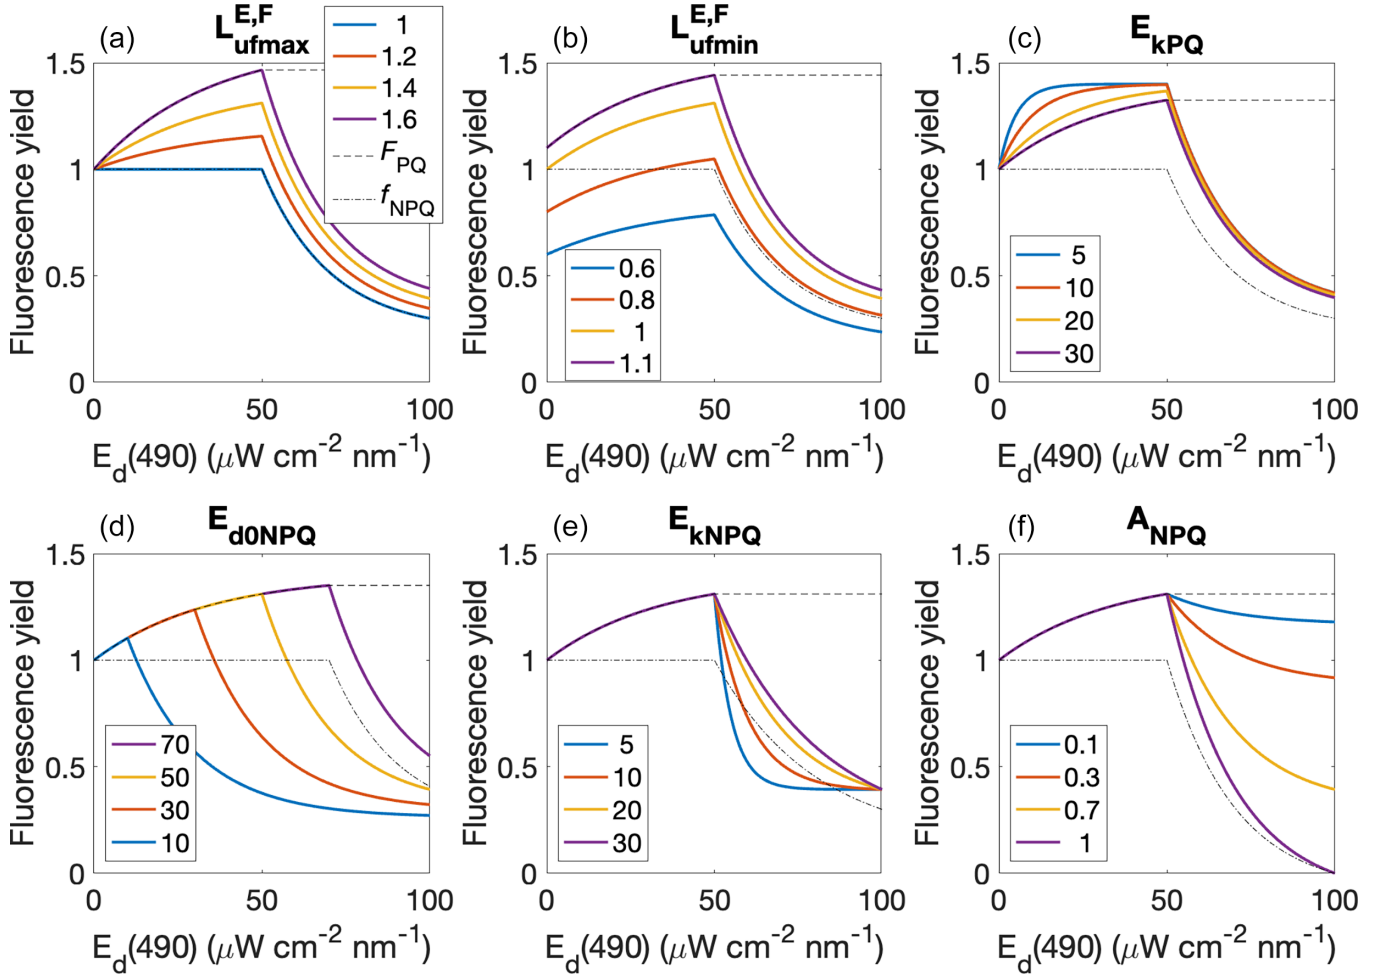 (a) L^E,F_ufmax
1
1.2
1.4
1.6
F_PQ
f_NPQ
1.5
1
0.5
0
Fluorescence yield
0 50 100
E_d(490) (μW cm^-2 nm^-1)
(b) L^E,F_ufmin
1.5
1
0.5
0
Fluorescence yield
0.6
0.8
1
1.1
0 50 100
E_d(490) (μW cm^-2 nm^-1)
(c) E_kPQ
1.5
1
0.5
0
Fluorescence yield
5
10
20
30
0 50 100
E_d(490) (μW cm^-2 nm^-1)
(d) E_d0NPQ
1.5
1
0.5
0
Fluorescence yield
70
50
30
10
0 50 100
E_d(490) (μW cm^-2 nm^-1)
(e) E_kNPQ
1.5
1
0.5
0
Fluorescence yield
5
10
20
30
0 50 100
E_d(490) (μW cm^-2 nm^-1)
(f) A_NPQ
1.5
1
0.5
0
Fluorescence yield
0.1
0.3
0.7
1
0 50 100
E_d(490) (μW cm^-2 nm^-1)